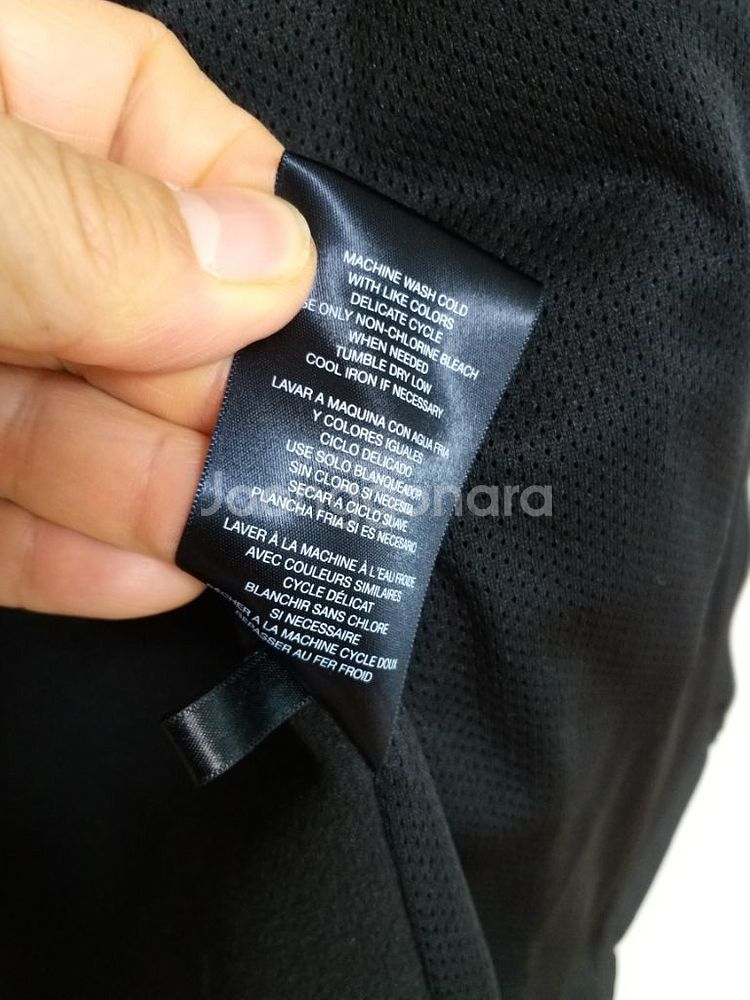 MACHINE WASH COLD
WITH LIKE COLORS
DELICATE CYCLE
ONLY NON-CHLORINE BLEACH
WHEN NEEDED
TUMBLE DRY LOW
COOL IRON IF NECESSARY
LAVAR A MAQUINA CON AGUA FRIA
Y COLORES IGUALES
CICLO DELICADO
USE SOLO BLANQUEADOR
SIN CLORO SI NECESITA
SECAR A CICLO SUAVE
PLANCHA FRIA SI ES NECESARIO
LAVER À LA MACHINE À L'EAU FROIDE
AVEC COULEURS SIMILAIRES
CYCLE DÉLICAT
BLANCHIR SANS CHLORE
SI NECESSAIRE
A LA MACHINE CYCLE DOUX
REPASSER AU FER FROID